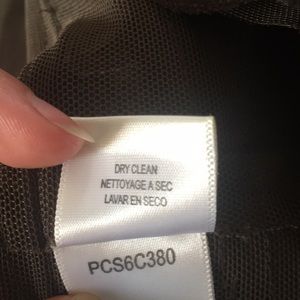 DRY CLEAN
NETTOYAGE A SEC
LAVAR EN SECO
PCS6C380